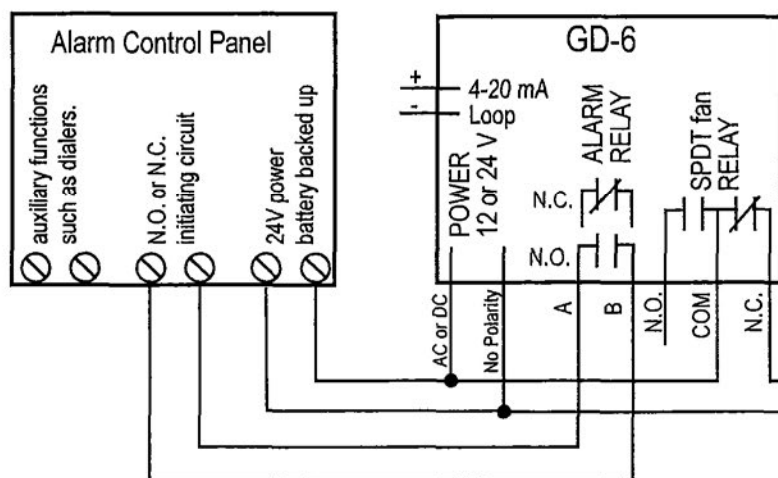 Alarm Control Panel
auxiliary functions
such as dialers.
N.O. or N.C.
initiating circuit
24V power
battery backed up
GD-6
+
4-20 mA
-
Loop
POWER
12 or 24 V
ALARM
RELAY
N.C.
N.O.
SPDT fan
RELAY
AC or DC
No Polarity
A
B
N.O.
COM
N.C.